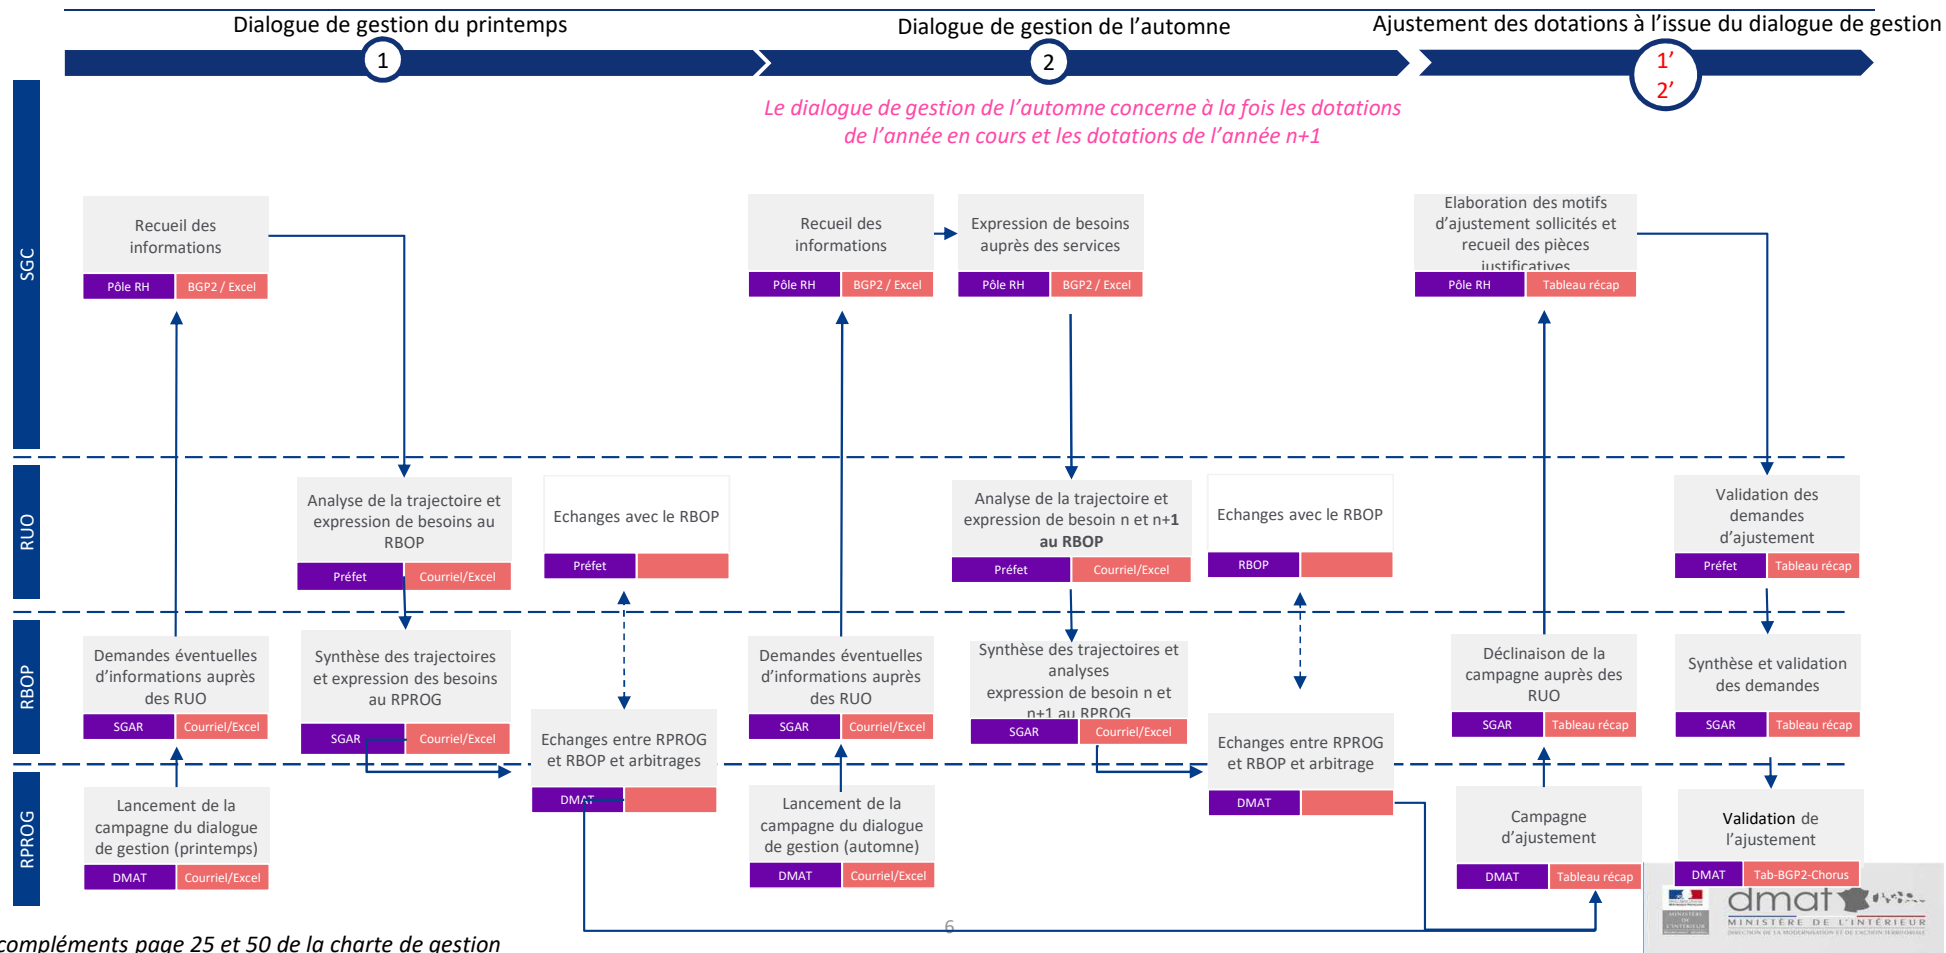 Dialogue de gestion du printemps
Dialogue de gestion de l’automne
Ajustement des dotations à l’issue du dialogue de gestion
1
2
1’
2’
Le dialogue de gestion de l’automne concerne à la fois les dotations
de l’année en cours et les dotations de l’année n+1
SGC
Recueil des
informations
Pôle RH
BGP2 / Excel
Recueil des
informations
Pôle RH
BGP2 / Excel
Expression de besoins
auprès des services
Pôle RH
BGP2 / Excel
Elaboration des motifs
d’ajustement sollicités et
recueil des pièces
justificatives
Pôle RH
Tableau récap
RUO
Analyse de la trajectoire et
expression de besoins au
RBOP
Préfet
Courriel/Excel
Echanges avec le RBOP
Préfet
Analyse de la trajectoire et
expression de besoin n et n+1
au RBOP
Préfet
Courriel/Excel
Echanges avec le RBOP
RBOP
Validation des
demandes
d’ajustement
Préfet
Tableau récap
RBOP
Demandes éventuelles
d’informations auprès
des RUO
SGAR
Courriel/Excel
Synthèse des trajectoires
et expression des besoins
au RPROG
SGAR
Courriel/Excel
Echanges entre RPROG
et RBOP et arbitrages
DMAT
Demandes éventuelles
d’informations auprès
des RUO
SGAR
Courriel/Excel
Synthèse des trajectoires et
analyses
expression de besoin n et
n+1 au RPROG
SGAR
Courriel/Excel
Echanges entre RPROG
et RBOP et arbitrage
DMAT
Déclinaison de la
campagne auprès des
RUO
SGAR
Tableau récap
Synthèse et validation
des demandes
SGAR
Tableau récap
RPROG
Lancement de la
campagne du dialogue
de gestion (printemps)
DMAT
Courriel/Excel
Lancement de la
campagne du dialogue
de gestion (automne)
DMAT
Courriel/Excel
Campagne
d’ajustement
DMAT
Tableau récap
Validation de
l’ajustement
DMAT
Tab-BGP2-Chorus
6
dmat
MINISTÈRE DE L’INTÉRIEUR
DIRECTION DE LA MODERNISATION ET DE L’ACTION TERRITORIALE
MINISTÈRE
DE
L’INTÉRIEUR
compléments page 25 et 50 de la charte de gestion